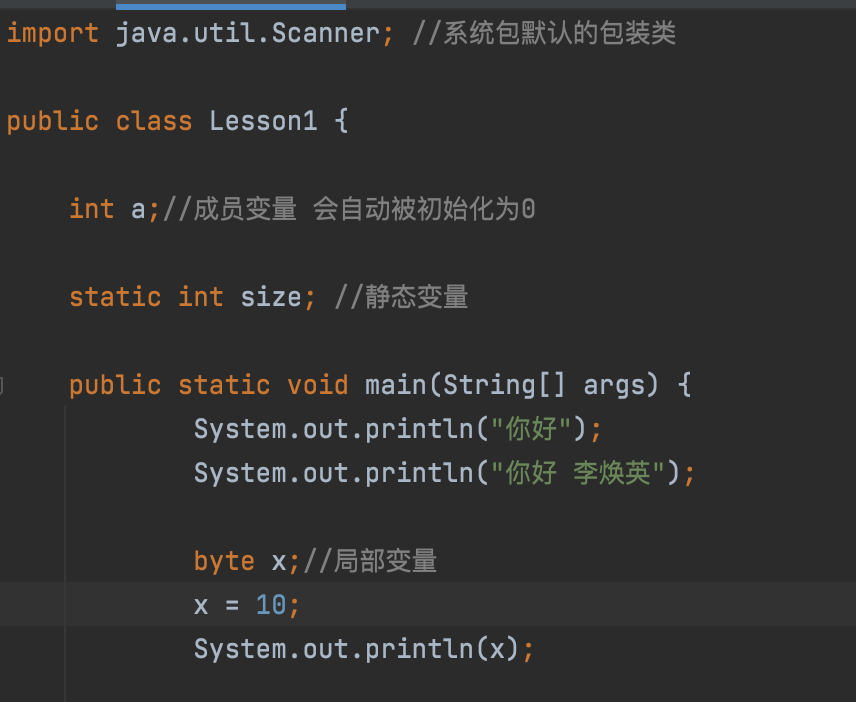 import java.util.Scanner; //系统包默认的包装类
public class Lesson1 {
int a;//成员变量 会自动被初始化为0
static int size; //静态变量
public static void main(String[] args) {
System.out.println("你好");
System.out.println("你好 李焕英");
byte x;//局部变量
x = 10;
System.out.println(x);